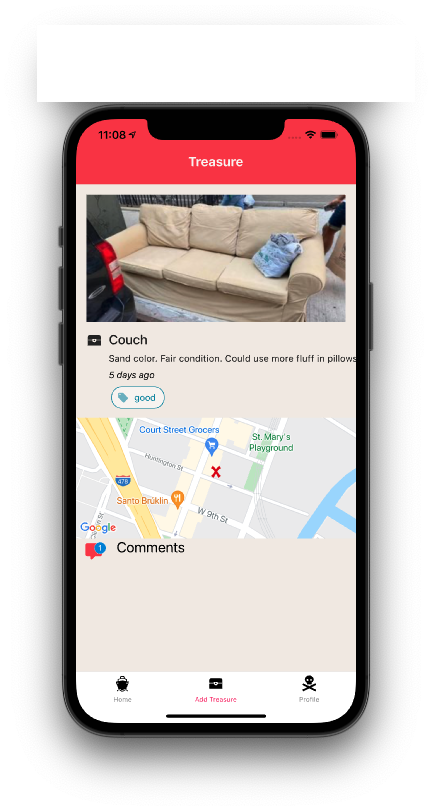 11:08
Treasure
Couch
Sand color. Fair condition. Could use more fluff in pillows
5 days ago
good
Court Street Grocers
St. Mary's
Playground
Huntington St
478
Santo Brúklin
W 9th St
Google
1
Comments
Home
Add Treasure
Profile